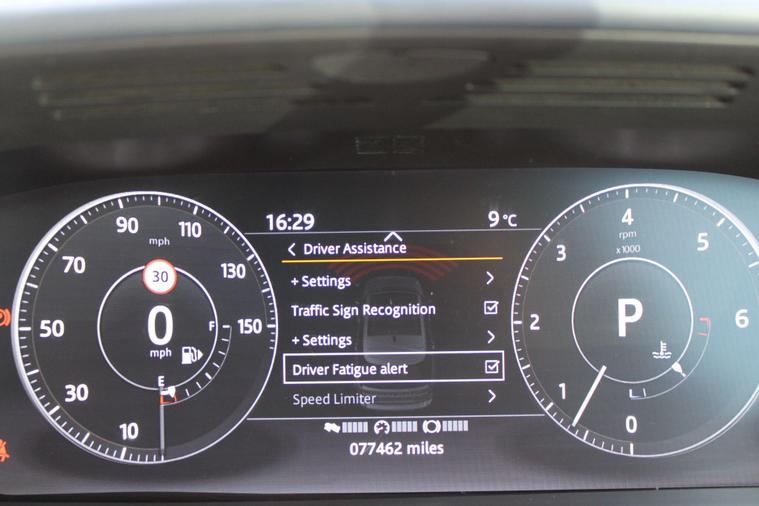 16:29
9 °C
Driver Assistance
+ Settings
Traffic Sign Recognition
+ Settings
Driver Fatigue alert
Speed Limiter
077462 miles
10
30
50
70
90
110
130
150
mph
30
0
mph
F
E
0
1
2
3
4
5
6
rpm
x1000
P